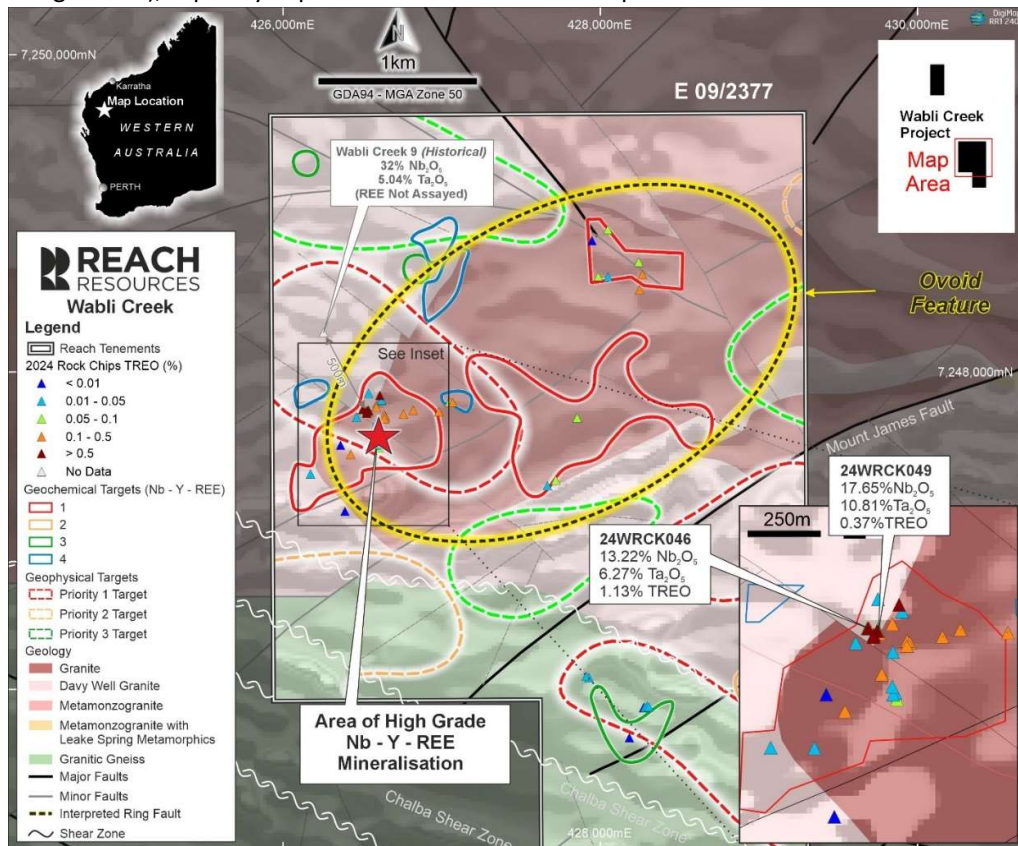 426,000mE
428,000mE
430,000mE
DigiMap
7,250,000mN
N
1km
GDA94 - MGA Zone 50
E 09/2377
Karratha
Map Location
WESTERN
AUSTRALIA
PERTH
Wabli Creek
Project
Map
Area
Wabli Creek 9 (Historical)
32% Nb₂O₅
5.04% Ta₂O₅
(REE Not Assayed)
Ovoid
Feature
See Inset
500m
7,248,000mN
Mount James Fault
REACH
RESOURCES
Wabli Creek
Legend
Reach Tenements
2024 Rock Chips TREO (%)
< 0.01
0.01 - 0.05
0.05 - 0.1
0.1 - 0.5
> 0.5
No Data
Geochemical Targets (Nb - Y - REE)
1
2
3
4
Geophysical Targets
Priority 1 Target
Priority 2 Target
Priority 3 Target
Geology
Granite
Davy Well Granite
Metamonzogranite
Metamonzogranite with
Leake Spring Metamorphics
Granitic Gneiss
Major Faults
Minor Faults
Interpreted Ring Fault
Shear Zone
24WRCK049
17.65%Nb₂O₅
10.81%Ta₂O₅
0.37%TREO
24WRCK046
13.22% Nb₂O₅
6.27% Ta₂O₅
1.13% TREO
250m
Area of High Grade
Nb - Y - REE
Mineralisation
Chalba Shear Zone
Chalba Shear Zone
428,000mE